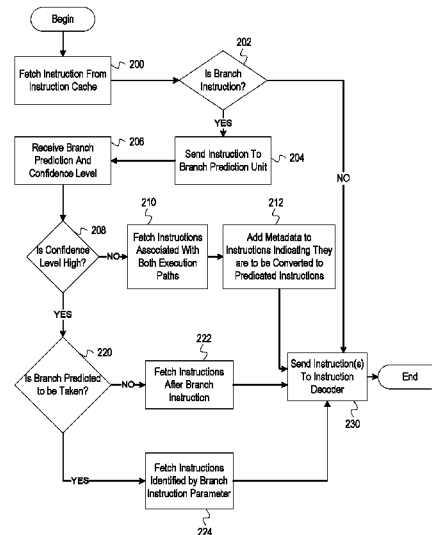 Begin
200
Fetch Instruction From
Instruction Cache
202
Is Branch
Instruction?
YES
NO
206
Receive Branch
Prediction And
Confidence Level
Send Instruction To
Branch Prediction Unit
204
208
Is Confidence
Level High?
NO
210
Fetch Instructions
Associated With
Both Execution
Paths
212
Add Metadata to
Instructions Indicating They
are to be Converted to
Predicated Instructions
YES
220
Is Branch Predicted
to be Taken?
NO
222
Fetch Instructions
After Branch
Instruction
Send Instruction(s)
To Instruction
Decoder
230
End
YES
Fetch Instructions
Identified by Branch
Instruction Parameter
224